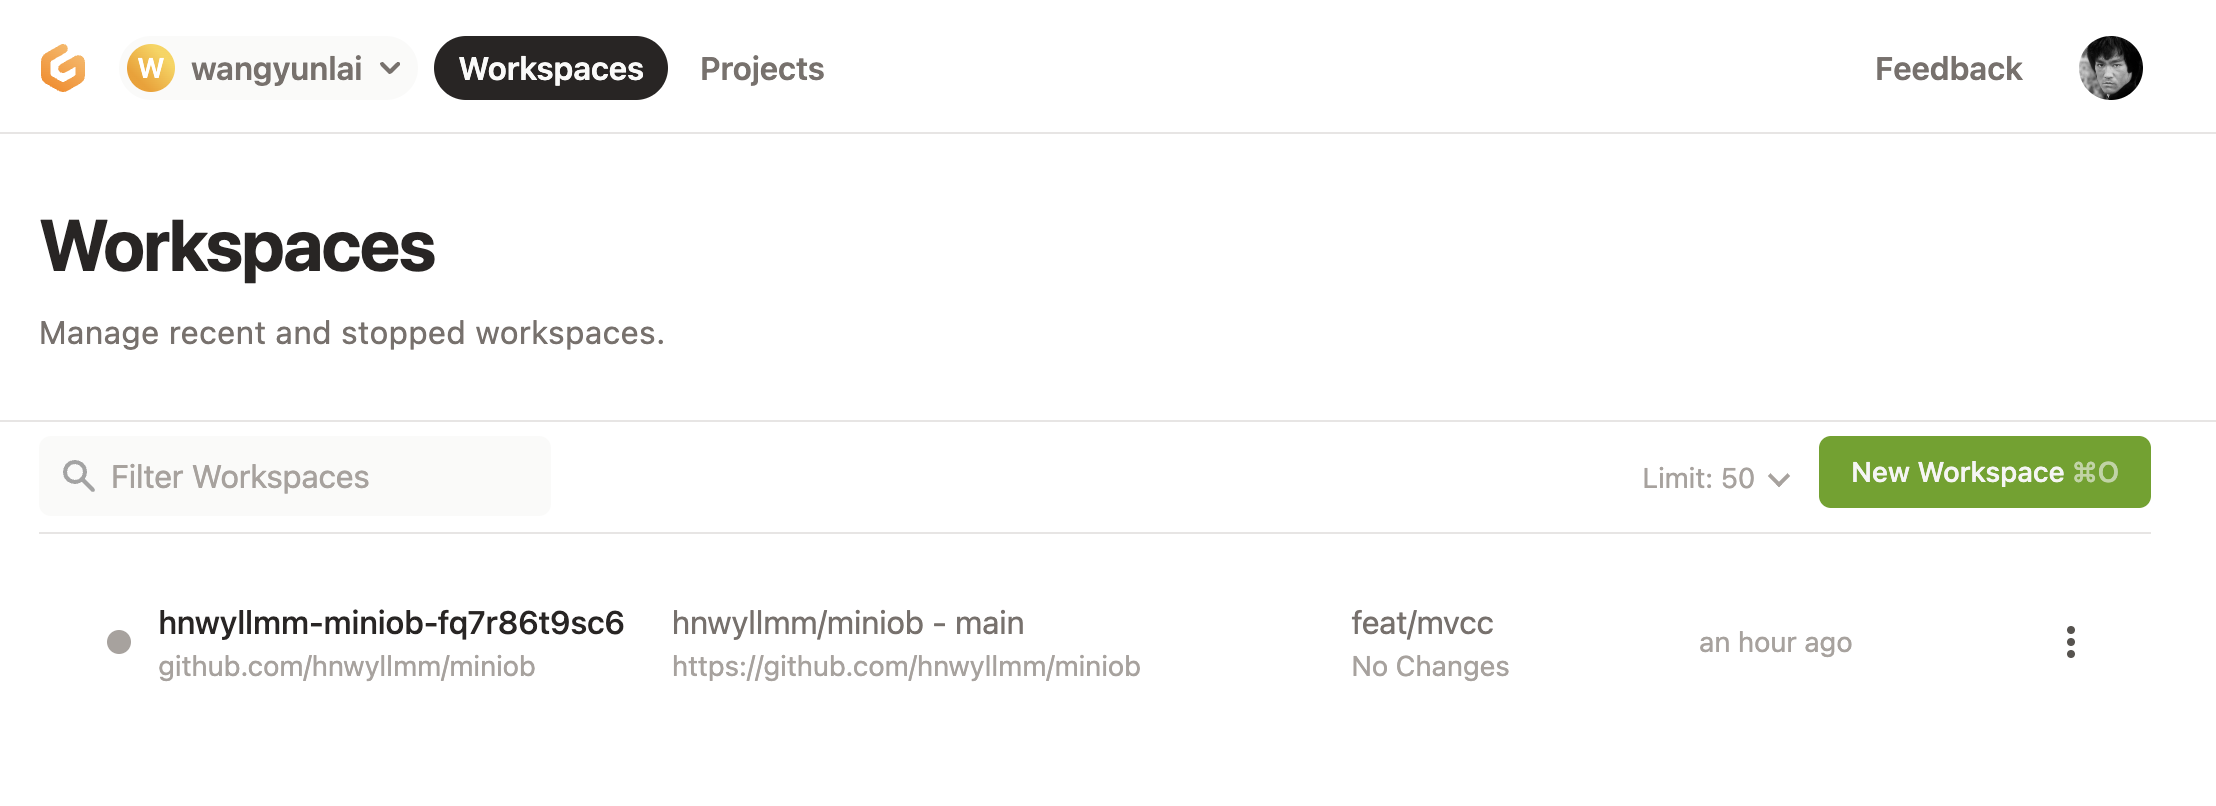 W wangyunlai Workspaces Projects Feedback
Workspaces
Manage recent and stopped workspaces.
Filter Workspaces Limit: 50 New Workspace ⌘O
hnwyllmm-miniob-fq7r86t9sc6 hnwyllmm/miniob - main feat/mvcc an hour ago
github.com/hnwyllmm/miniob https://github.com/hnwyllmm/miniob No Changes